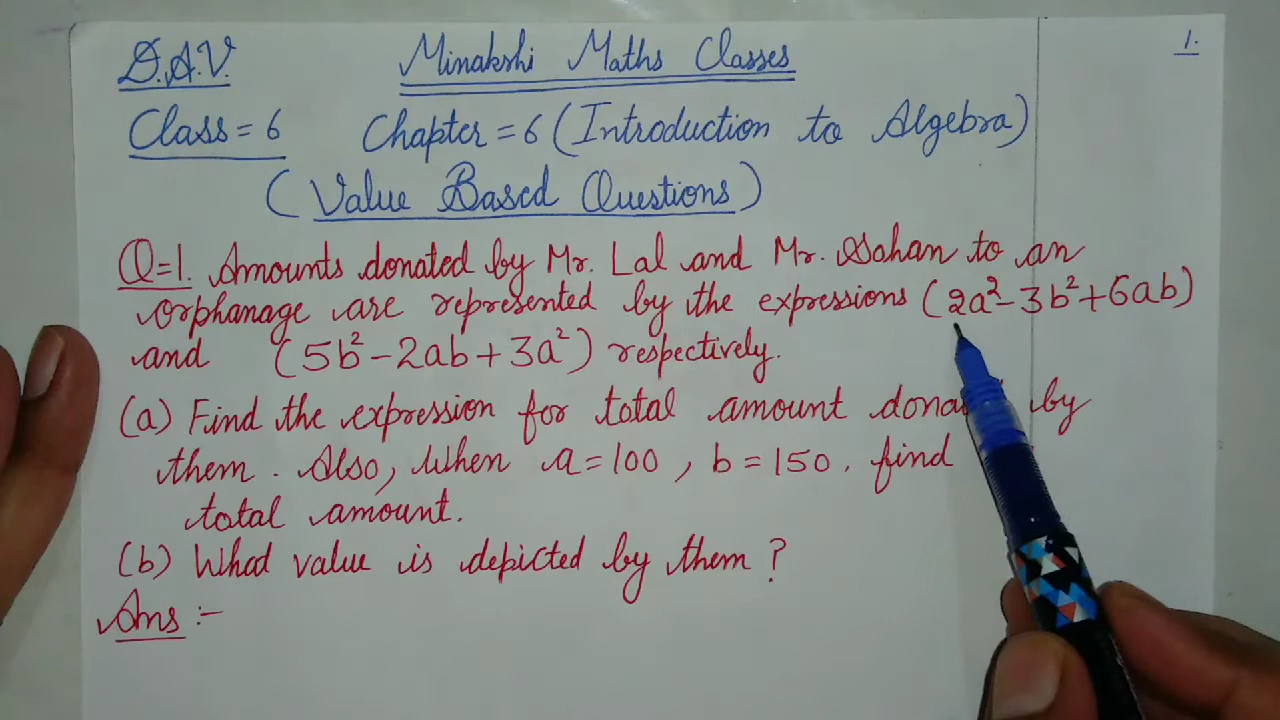 D.A.V. Minakshi Maths Classes 1.
Class = 6 Chapter = 6 (Introduction to Algebra)
(Value Based Questions)
Q=1. Amounts donated by Mr. Lal and Mr. Sohan to an
orphanage are represented by the expressions (2a²-3b²+6ab)
and (5b²-2ab+3a²) respectively.
(a) Find the expression for total amount by
them. Also, when a=100, b=150. find
total amount.
(b) What value is depicted by them?
Ans:-